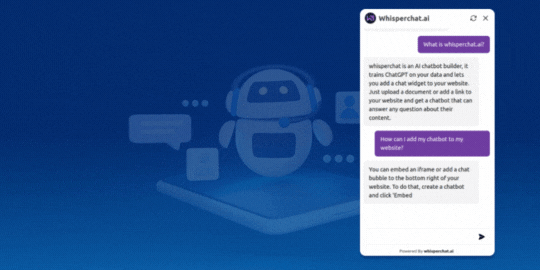 Whisperchat.ai
What is whisperchat.ai?
whisperchat is an AI chatbot builder, it
trains ChatGPT on your data and lets
you add a chat widget to your website.
Just upload a document or add a link to
your website and get a chatbot that can
answer any question about their
content.
How can I add my chatbot to my
website?
You can embed an iframe or add a chat
bubble to the bottom right of your
website. To do that, create a chatbot
and click 'Embed
Powered By whisperchat.ai